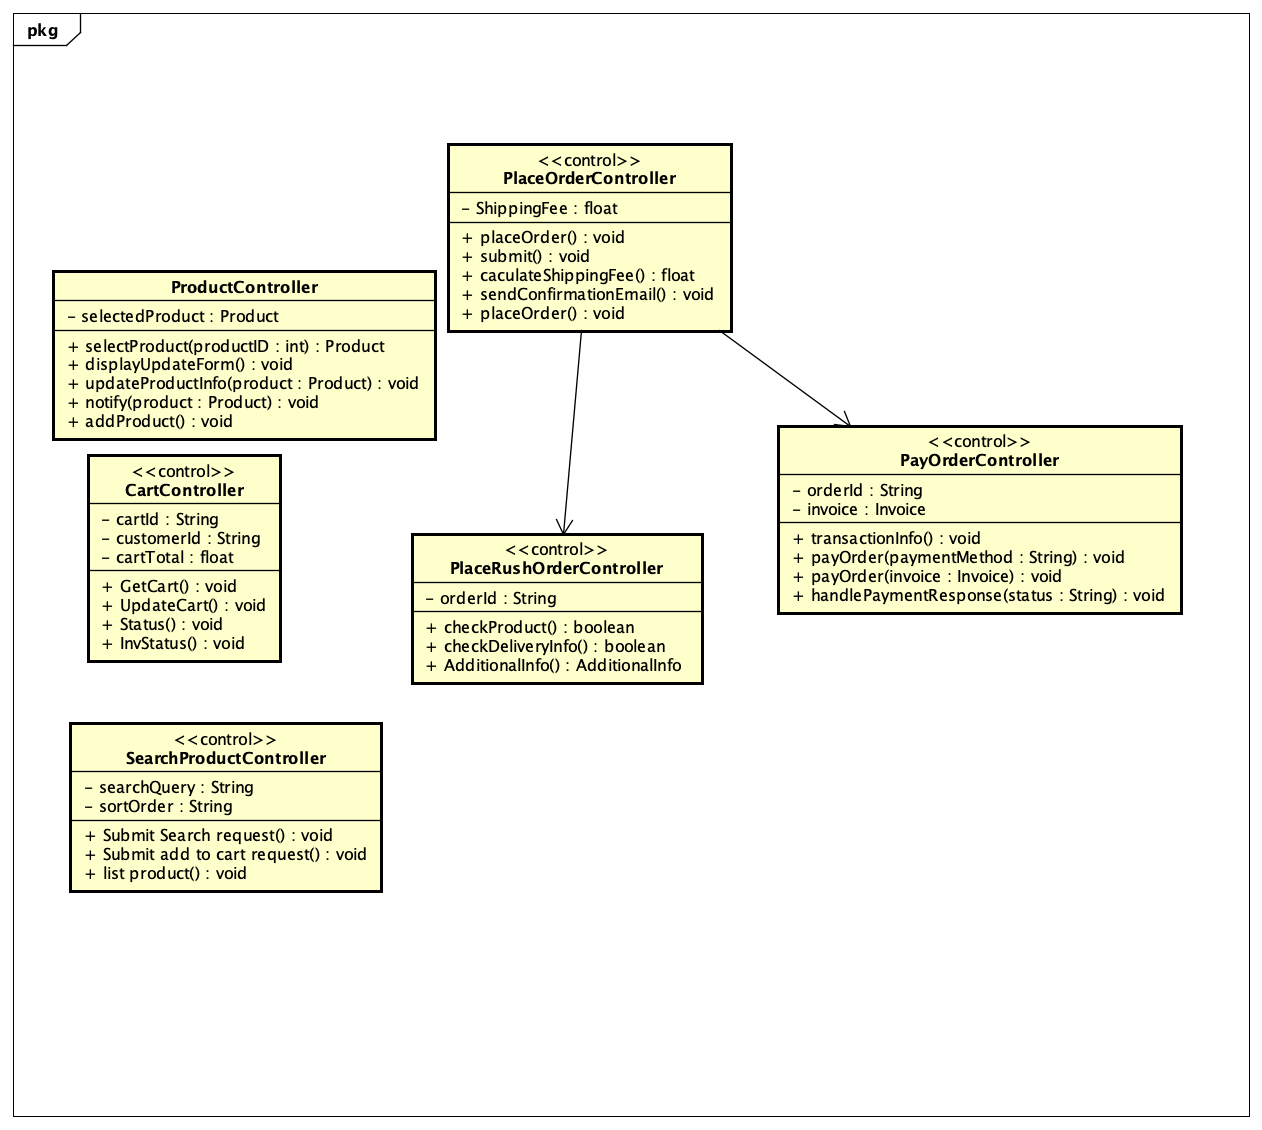 pkg
<<control>>
PlaceOrderController
- ShippingFee : float
+ placeOrder() : void
+ submit() : void
+ caculateShippingFee() : float
+ sendConfirmationEmail() : void
+ placeOrder() : void
ProductController
- selectedProduct : Product
+ selectProduct(productID : int) : Product
+ displayUpdateForm() : void
+ updateProductInfo(product : Product) : void
+ notify(product : Product) : void
+ addProduct() : void
<<control>>
PayOrderController
- orderId : String
- invoice : Invoice
+ transactionInfo() : void
+ payOrder(paymentMethod : String) : void
+ payOrder(invoice : Invoice) : void
+ handlePaymentResponse(status : String) : void
<<control>>
CartController
- cartId : String
- customerId : String
- cartTotal : float
+ GetCart() : void
+ UpdateCart() : void
+ Status() : void
+ InvStatus() : void
<<control>>
PlaceRushOrderController
- orderId : String
+ checkProduct() : boolean
+ checkDeliveryInfo() : boolean
+ AdditionalInfo() : AdditionalInfo
<<control>>
SearchProductController
- searchQuery : String
- sortOrder : String
+ Submit Search request() : void
+ Submit add to cart request() : void
+ list product() : void